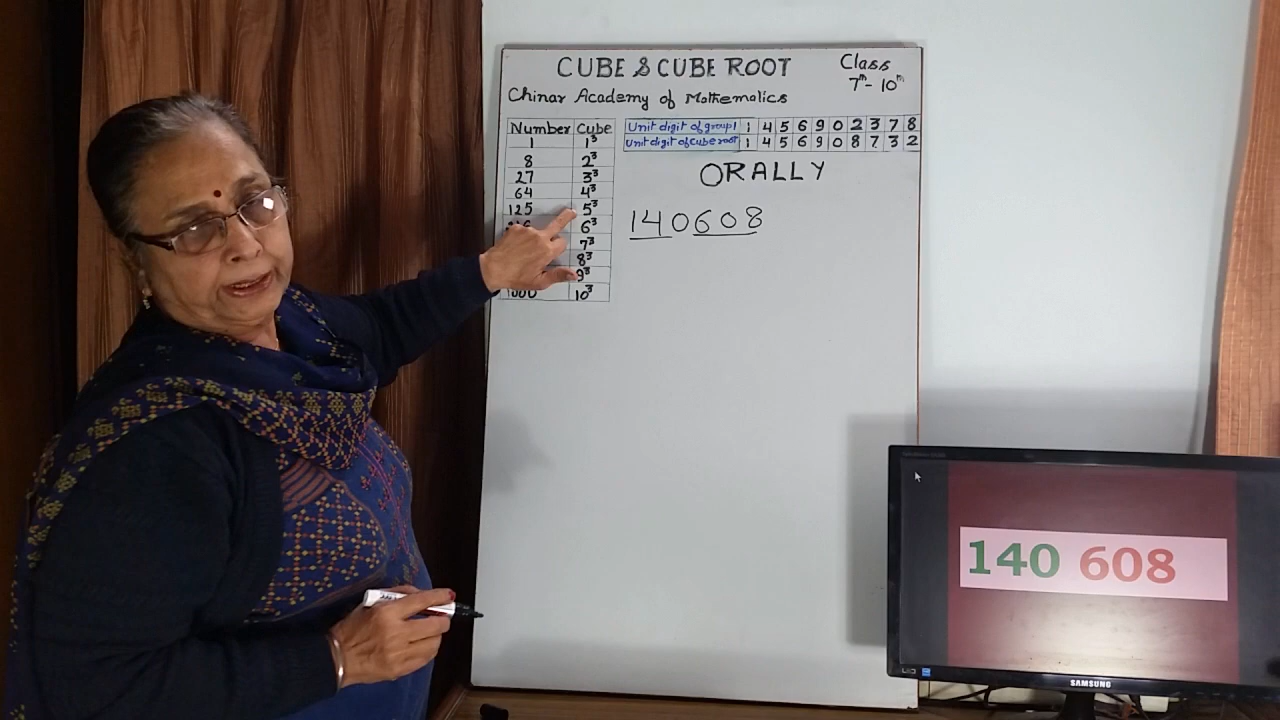 CUBE & CUBE ROOT
Class
7th - 10th
Chinar Academy of Mathematics
Number Cube
1 1³
8 2³
27 3³
64 4³
125 5³
6³
7³
8³
9³
1000 10³
Unit digit of group1 1 4 5 6 9 0 2 3 7 8
Unit digit of cube root 1 4 5 6 9 0 8 7 3 2
ORALLY
140608
140 608
SAMSUNG